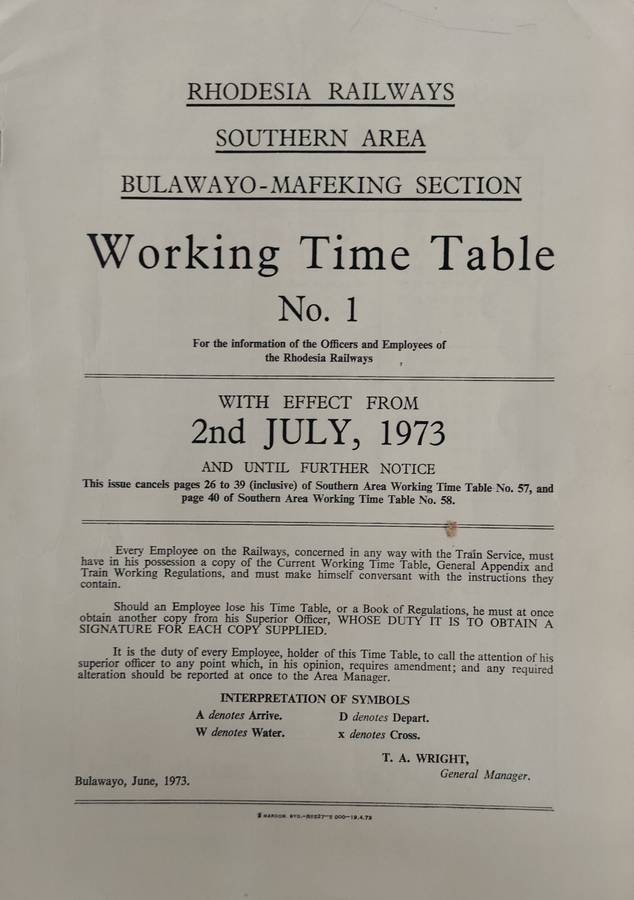 RHODESIA RAILWAYS
SOUTHERN AREA
BULAWAYO-MAFEKING SECTION
Working Time Table
No. 1
For the information of the Officers and Employees of
the Rhodesia Railways
WITH EFFECT FROM
2nd JULY, 1973
AND UNTIL FURTHER NOTICE
This issue cancels pages 26 to 39 (inclusive) of Southern Area Working Time Table No. 57, and
page 40 of Southern Area Working Time Table No. 58.
Every Employee on the Railways, concerned in any way with the Train Service, must
have in his possession a copy of the Current Working Time Table, General Appendix and
Train Working Regulations, and must make himself conversant with the instructions they
contain.
Should an Employee lose his Time Table, or a Book of Regulations, he must at once
obtain another copy from his Superior Officer, WHOSE DUTY IT IS TO OBTAIN A
SIGNATURE FOR EACH COPY SUPPLIED.
It is the duty of every Employee, holder of this Time Table, to call the attention of his
superior officer to any point which, in his opinion, requires amendment; and any required
alteration should be reported at once to the Area Manager.
INTERPRETATION OF SYMBOLS
A denotes Arrive. D denotes Depart.
W denotes Water. x denotes Cross.
T. A. WRIGHT,
General Manager.
Bulawayo, June, 1973.